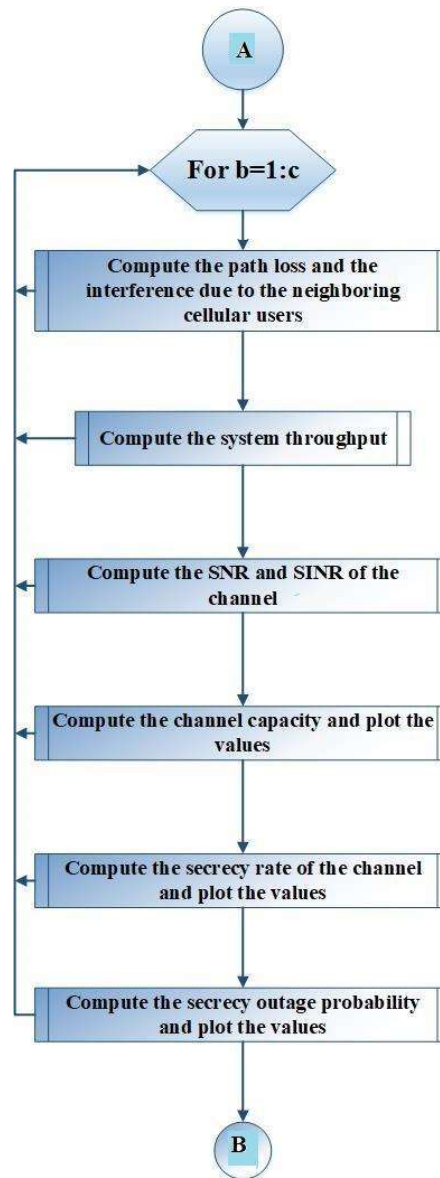 A
For b=1:c
Compute the path loss and the
interference due to the neighboring
cellular users
Compute the system throughput
Compute the SNR and SINR of the
channel
Compute the channel capacity and plot the
values
Compute the secrecy rate of the channel
and plot the values
Compute the secrecy outage probability
and plot the values
B